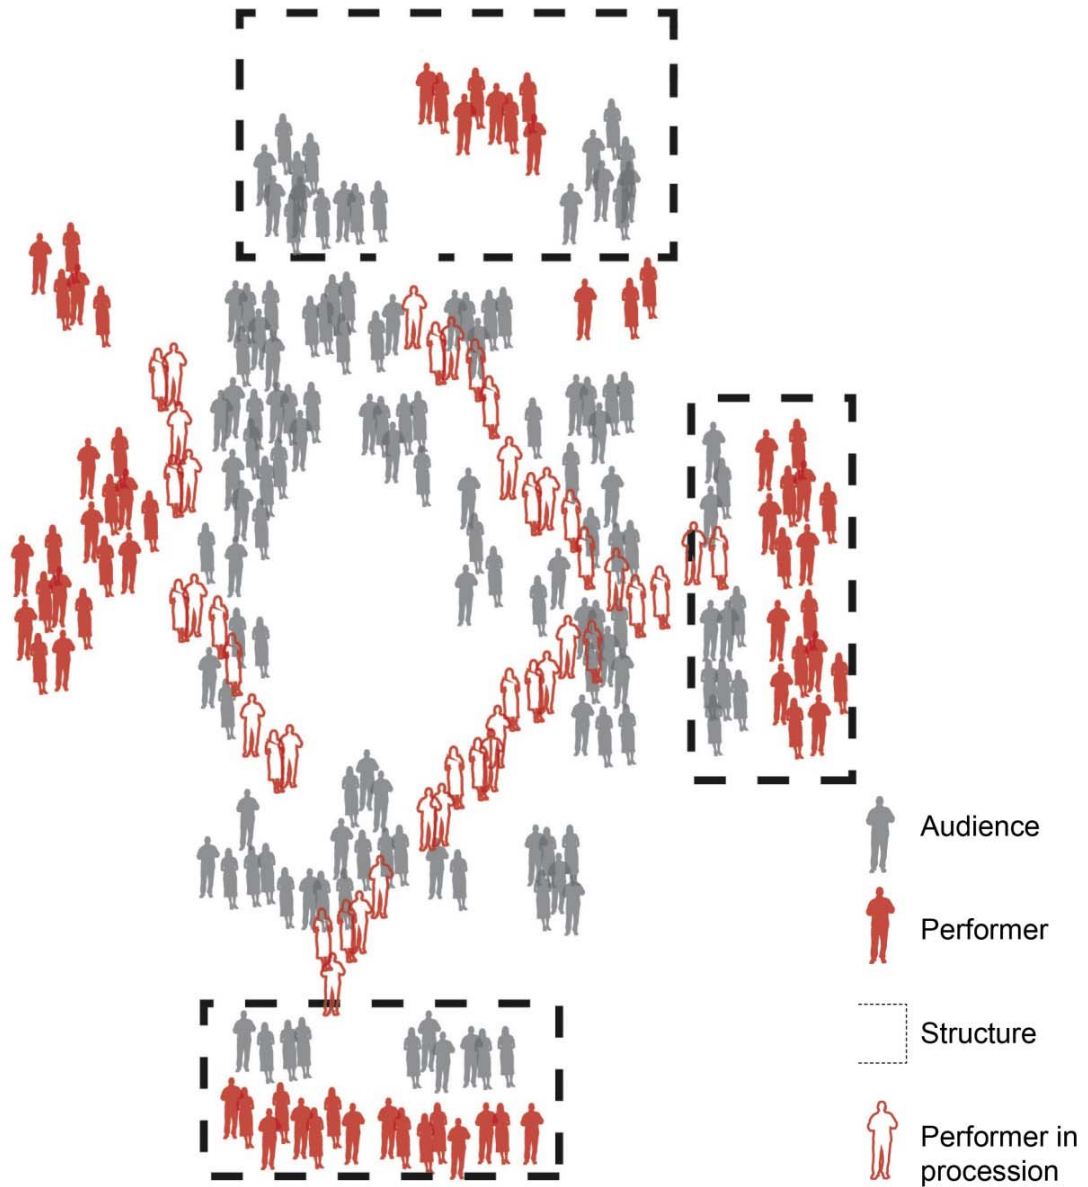 Audience
Performer
Structure
Performer in
procession